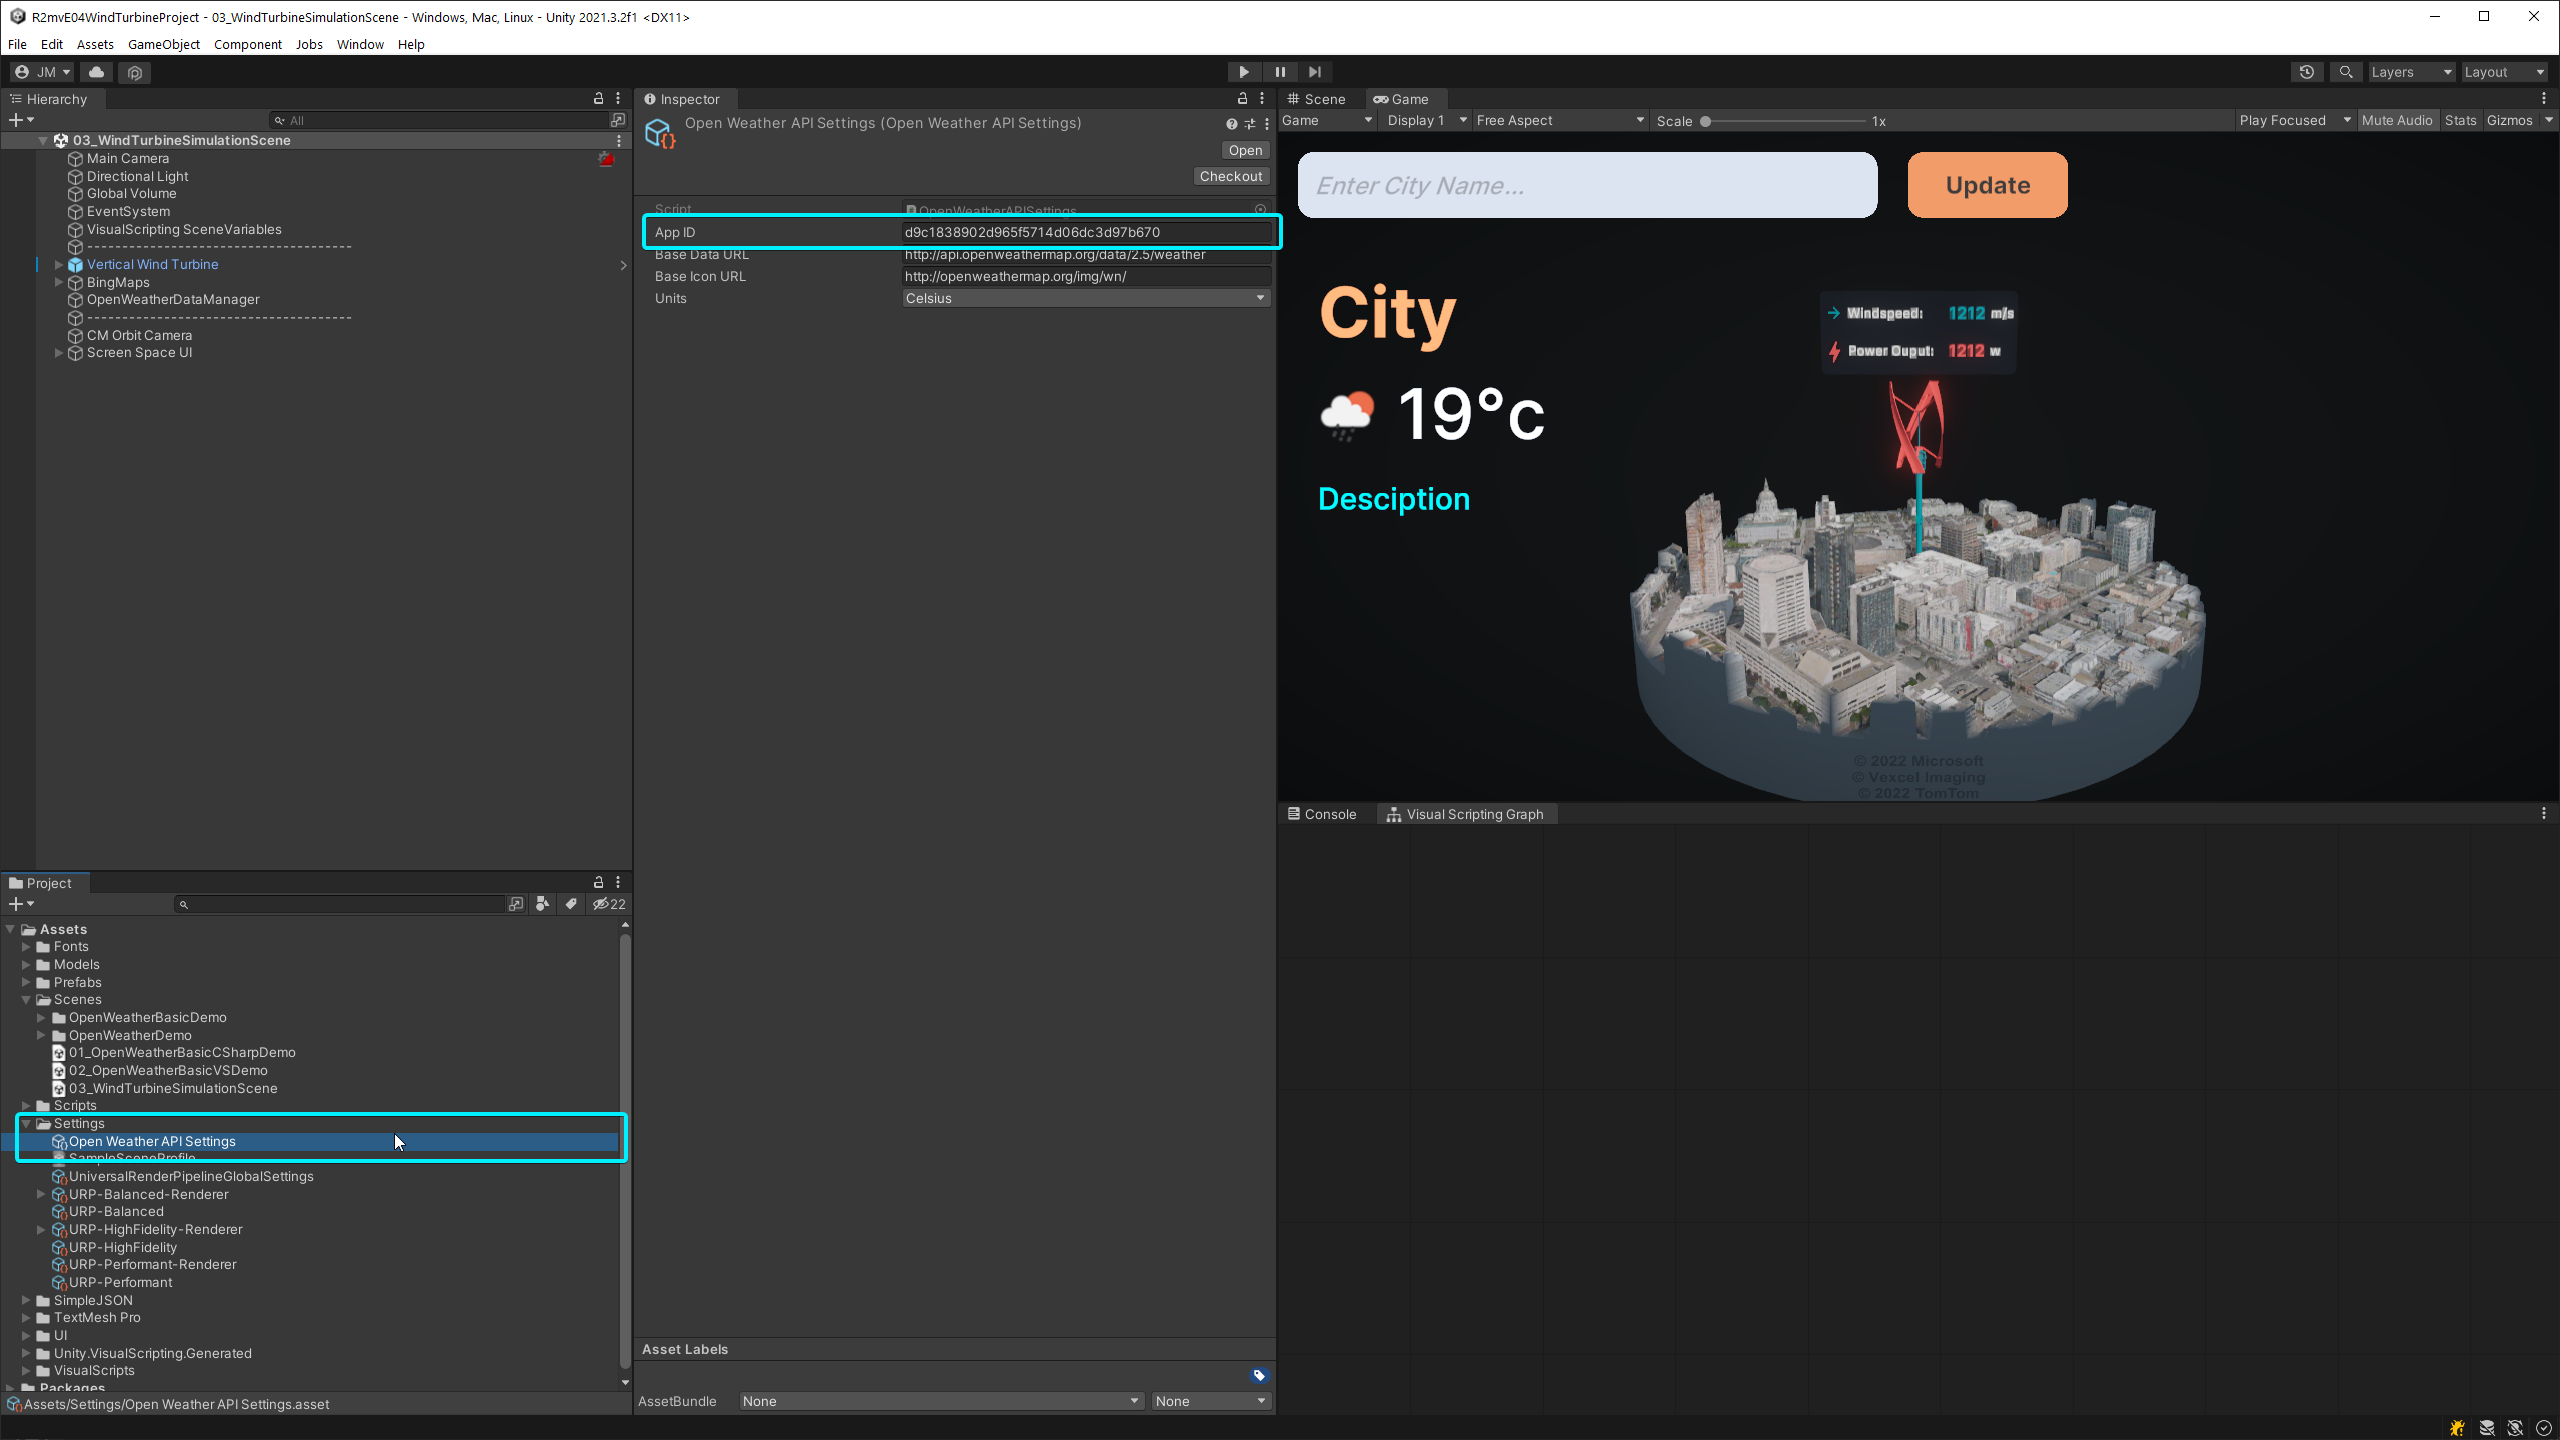 R2mvE04WindTurbineProject - 03_WindTurbineSimulationScene - Windows, Mac, Linux - Unity 2021.3.2f1 <DX11>
File Edit Assets GameObject Component Jobs Window Help
JM Layers Layout
Hierarchy
All
03_WindTurbineSimulationScene
Main Camera
Directional Light
Global Volume
EventSystem
VisualScripting SceneVariables
-------------------------------------
Vertical Wind Turbine
BingMaps
OpenWeatherDataManager
-------------------------------------
CM Orbit Camera
Screen Space UI
Inspector
Open Weather API Settings (Open Weather API Settings)
Open
Checkout
Script OpenWeatherAPISettings
App ID d9c1838902d965f5714d06dc3d97b670
Base Data URL http://api.openweathermap.org/data/2.5/weather
Base Icon URL http://openweathermap.org/img/wn/
Units Celsius
Asset Labels
AssetBundle None None
Scene Game
Game Display 1 Free Aspect Scale 1x Play Focused Mute Audio Stats Gizmos
Enter City Name... Update
City
19°c
Desciption
Windspeed: 1212 m/s
Power Ouput: 1212 w
© 2022 Microsoft
© Vexcel Imaging
© 2022 TomTom
Console Visual Scripting Graph
Project
22
Assets
Fonts
Models
Prefabs
Scenes
OpenWeatherBasicDemo
OpenWeatherDemo
01_OpenWeatherBasicCSharpDemo
02_OpenWeatherBasicVSDemo
03_WindTurbineSimulationScene
Scripts
Settings
Open Weather API Settings
SampleSceneProfile
UniversalRenderPipelineGlobalSettings
URP-Balanced-Renderer
URP-Balanced
URP-HighFidelity-Renderer
URP-HighFidelity
URP-Performant-Renderer
URP-Performant
SimpleJSON
TextMesh Pro
UI
Unity.VisualScripting.Generated
VisualScripts
Packages
Assets/Settings/Open Weather API Settings.asset